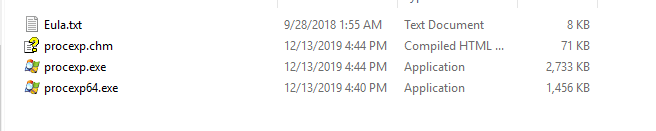 Eula.txt 9/28/2018 1:55 AM Text Document 8 KB
procexp.chm 12/13/2019 4:44 PM Compiled HTML ... 71 KB
procexp.exe 12/13/2019 4:44 PM Application 2,733 KB
procexp64.exe 12/13/2019 4:40 PM Application 1,456 KB